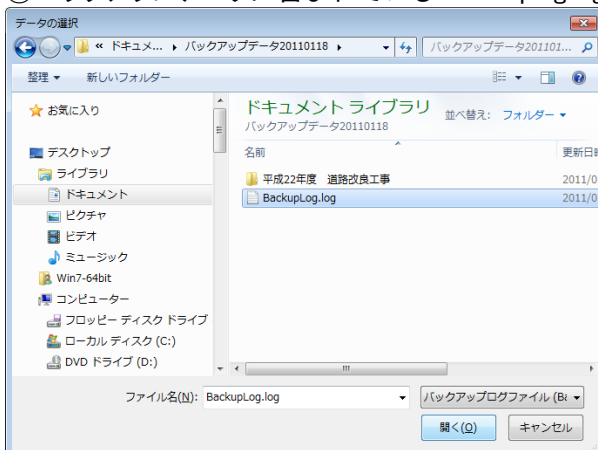 データの選択
« ドキュメ... ▸ バックアップデータ20110118 ▸
バックアップデータ201101...
整理 ▼ 新しいフォルダー
お気に入り
デスクトップ
ライブラリ
ドキュメント
ピクチャ
ビデオ
ミュージック
Win7-64bit
コンピューター
フロッピー ディスク ドライブ
ローカル ディスク (C:)
DVD ドライブ (D:)
ドキュメント ライブラリ
バックアップデータ20110118
並べ替え: フォルダー ▼
名前 更新日
平成22年度 道路改良工事 2011/0
BackupLog.log 2011/0
ファイル名(N): BackupLog.log
バックアップログファイル (Ba
開く(O) キャンセル